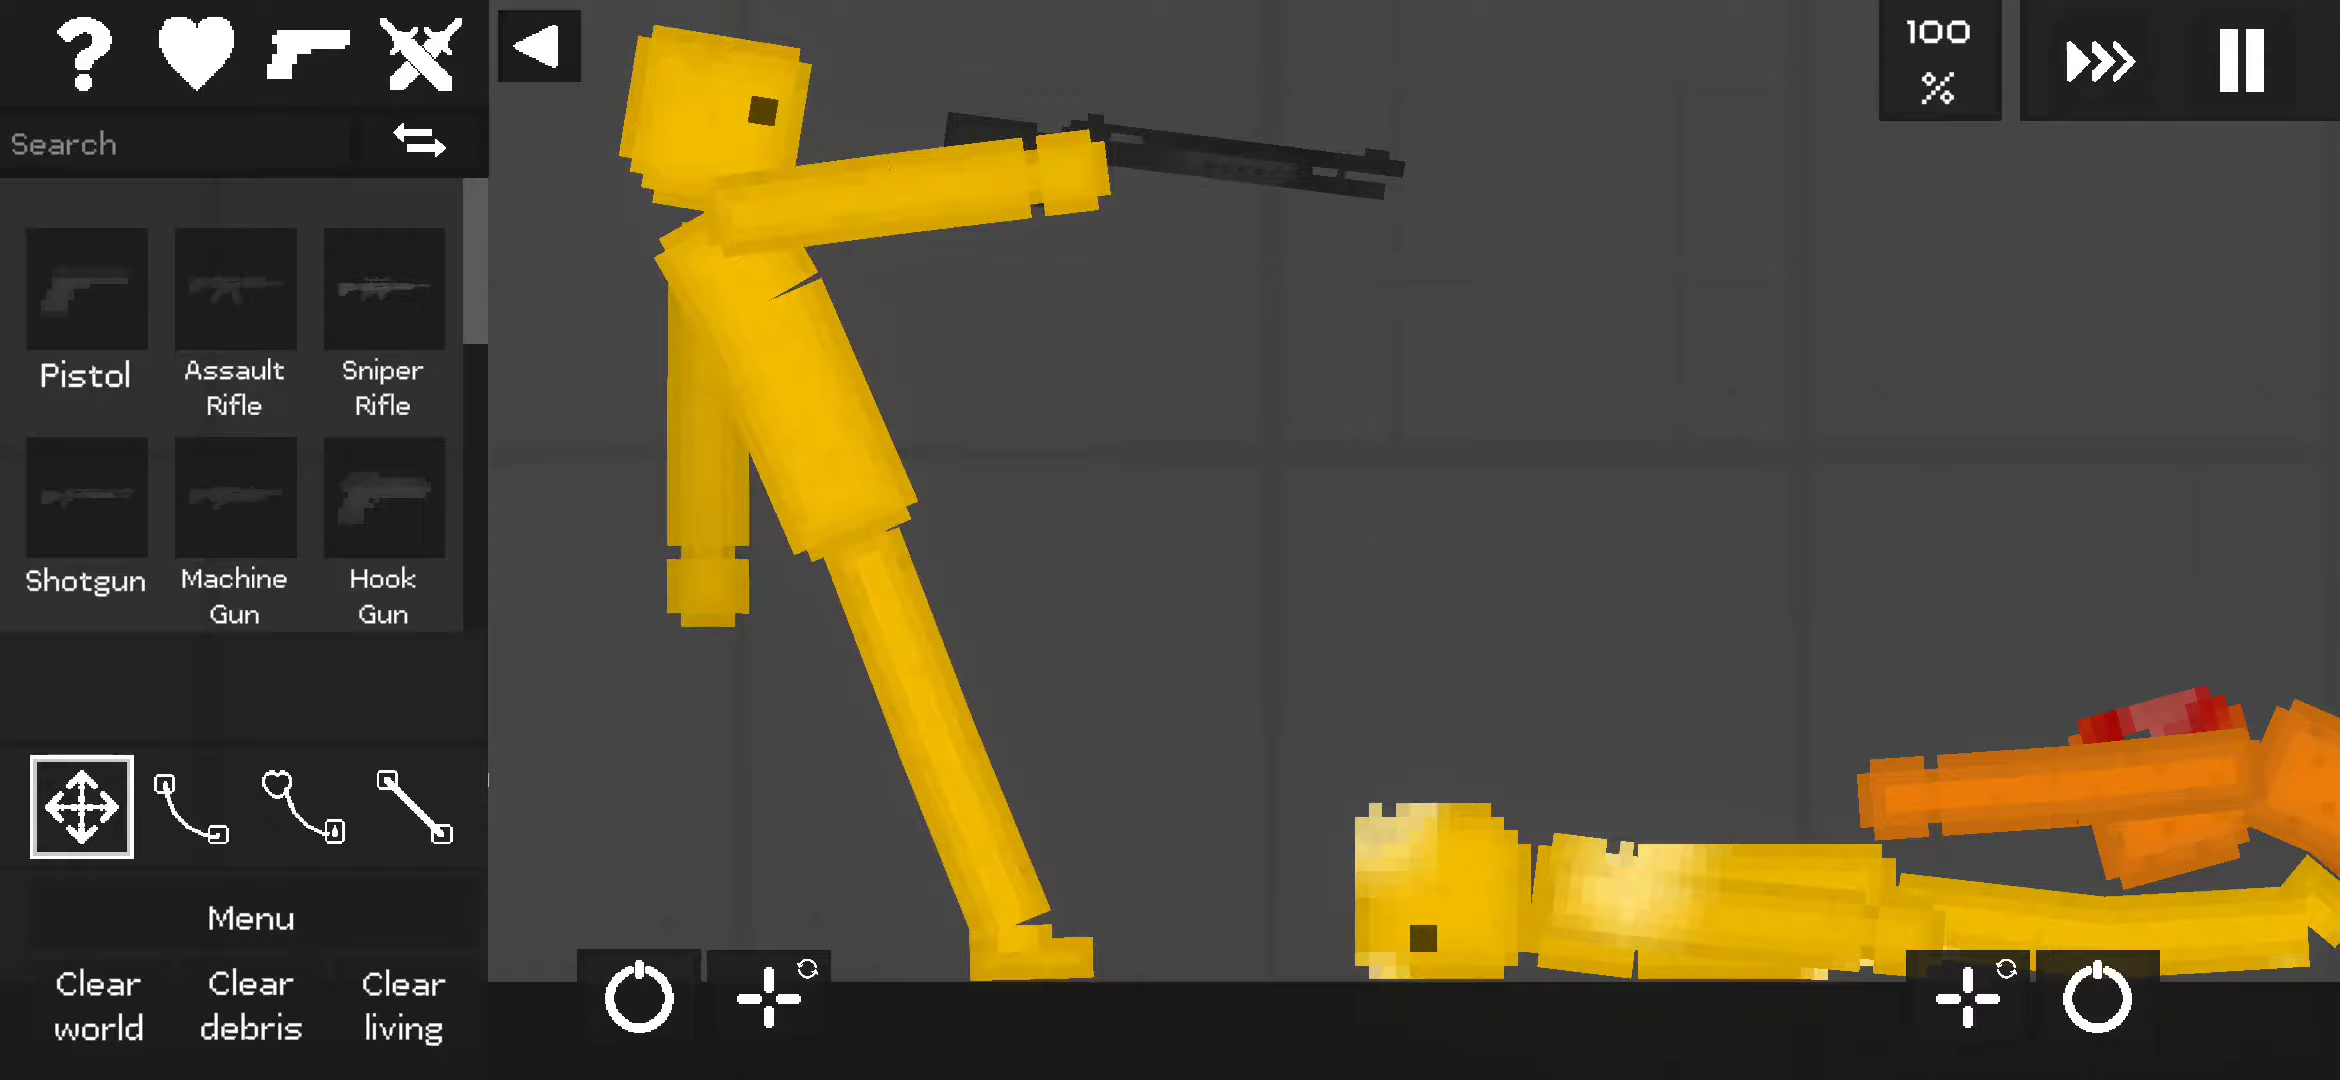 100
%
Search
Pistol
Assault
Rifle
Sniper
Rifle
Shotgun
Machine
Gun
Hook
Gun
Menu
Clear
world
Clear
debris
Clear
living